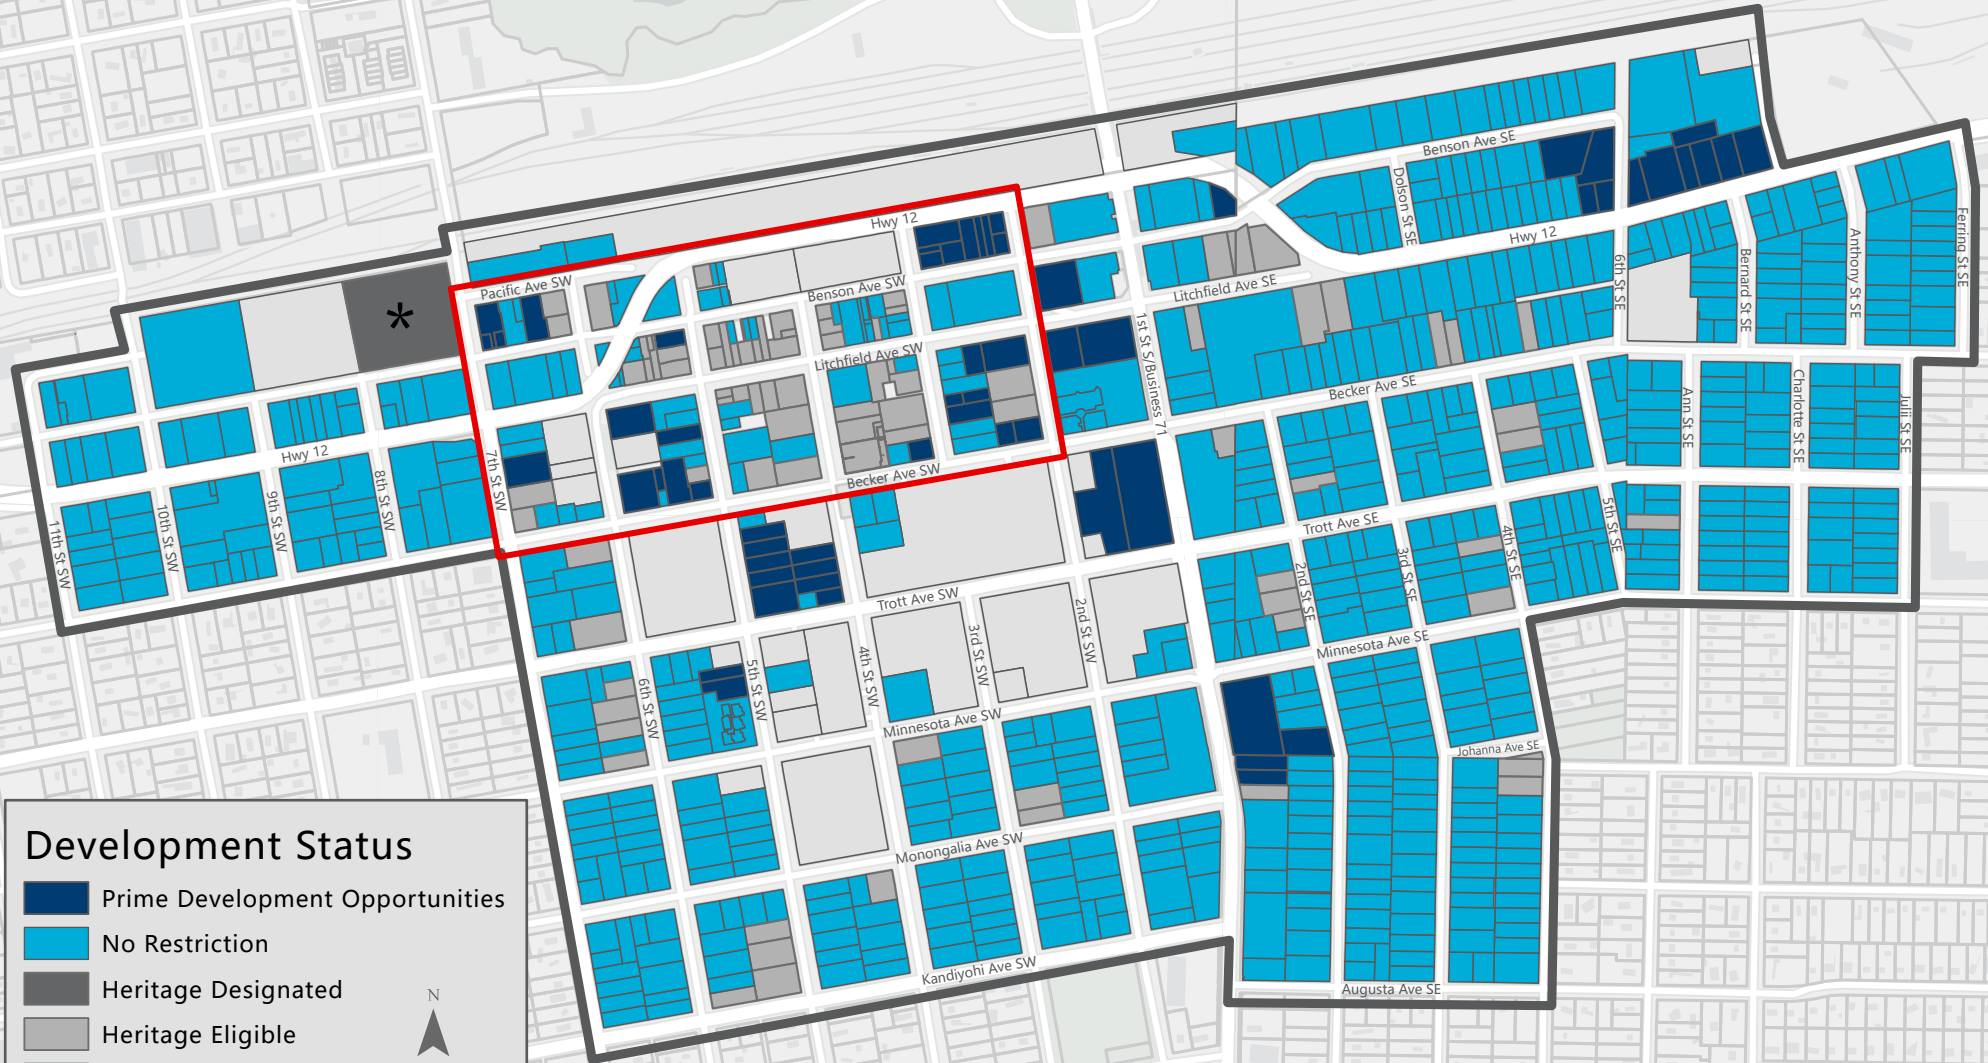 Benson Ave SE
Dolson St SE
Hwy 12
Ferring St SE
Anthony St SE
Bernard St SE
6th St SE
Hwy 12
Pacific Ave SW
Benson Ave SW
Litchfield Ave SE
Litchfield Ave SW
1st St S/Business 71
*
Becker Ave SE
Ann St SE
Charlotte St SE
Julii St SE
Hwy 12
7th St SW
8th St SW
9th St SW
10th St SW
11th St SW
Becker Ave SW
Trott Ave SE
5th St SE
4th St SE
3rd St SE
2nd St SE
Trott Ave SW
2nd St SW
3rd St SW
4th St SW
5th St SW
6th St SW
Minnesota Ave SE
Minnesota Ave SW
Johanna Ave SE
Monongalia Ave SW
Kandiyohi Ave SW
Augusta Ave SE
Development Status
Prime Development Opportunities
No Restriction
Heritage Designated
Heritage Eligible
N